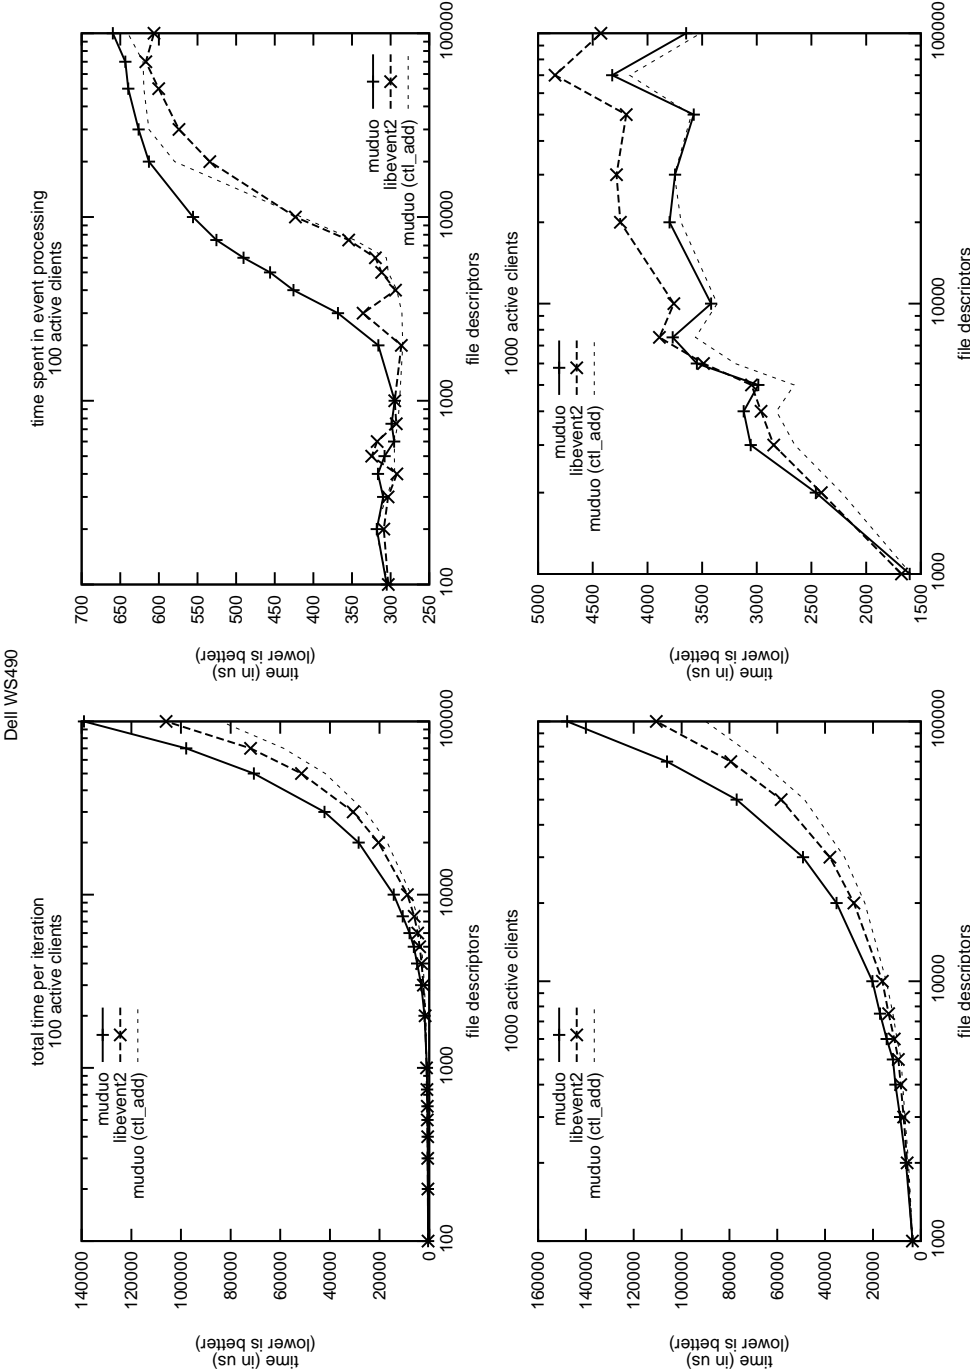 Dell WS490
total time per iteration
100 active clients
time (in us)
(lower is better)
140000
120000
100000
80000
60000
40000
20000
0
100
1000
10000
100000
file descriptors
muduo
libevent2
muduo (ctl_add)
time spent in event processing
100 active clients
time (in us)
(lower is better)
700
650
600
550
500
450
400
350
300
250
100
1000
10000
100000
file descriptors
muduo
libevent2
muduo (ctl_add)
1000 active clients
time (in us)
(lower is better)
160000
140000
120000
100000
80000
60000
40000
20000
0
1000
10000
100000
file descriptors
muduo
libevent2
muduo (ctl_add)
1000 active clients
time (in us)
(lower is better)
5000
4500
4000
3500
3000
2500
2000
1500
1000
10000
100000
file descriptors
muduo
libevent2
muduo (ctl_add)